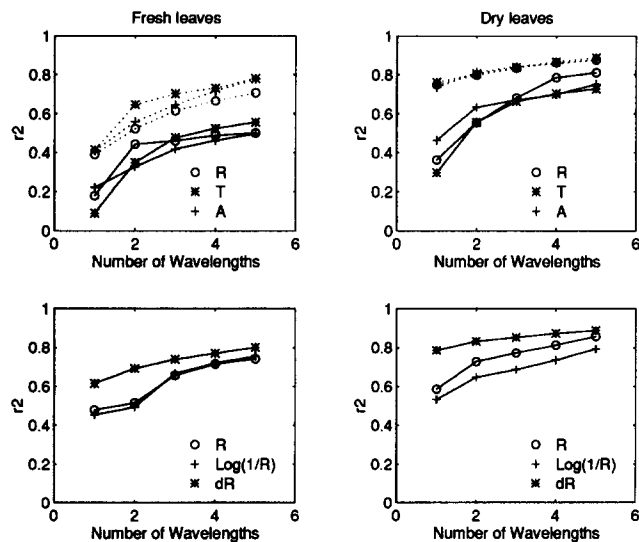 Fresh leaves
1
0.8
0.6
0.4
0.2
0
r2
R
T
A
0 2 4 6
Number of Wavelengths
Dry leaves
1
0.8
0.6
0.4
0.2
0
r2
R
T
A
0 2 4 6
Number of Wavelengths
1
0.8
0.6
0.4
0.2
0
r2
R
Log(1/R)
dR
0 2 4 6
Number of Wavelengths
1
0.8
0.6
0.4
0.2
0
r2
R
Log(1/R)
dR
0 2 4 6
Number of Wavelengths